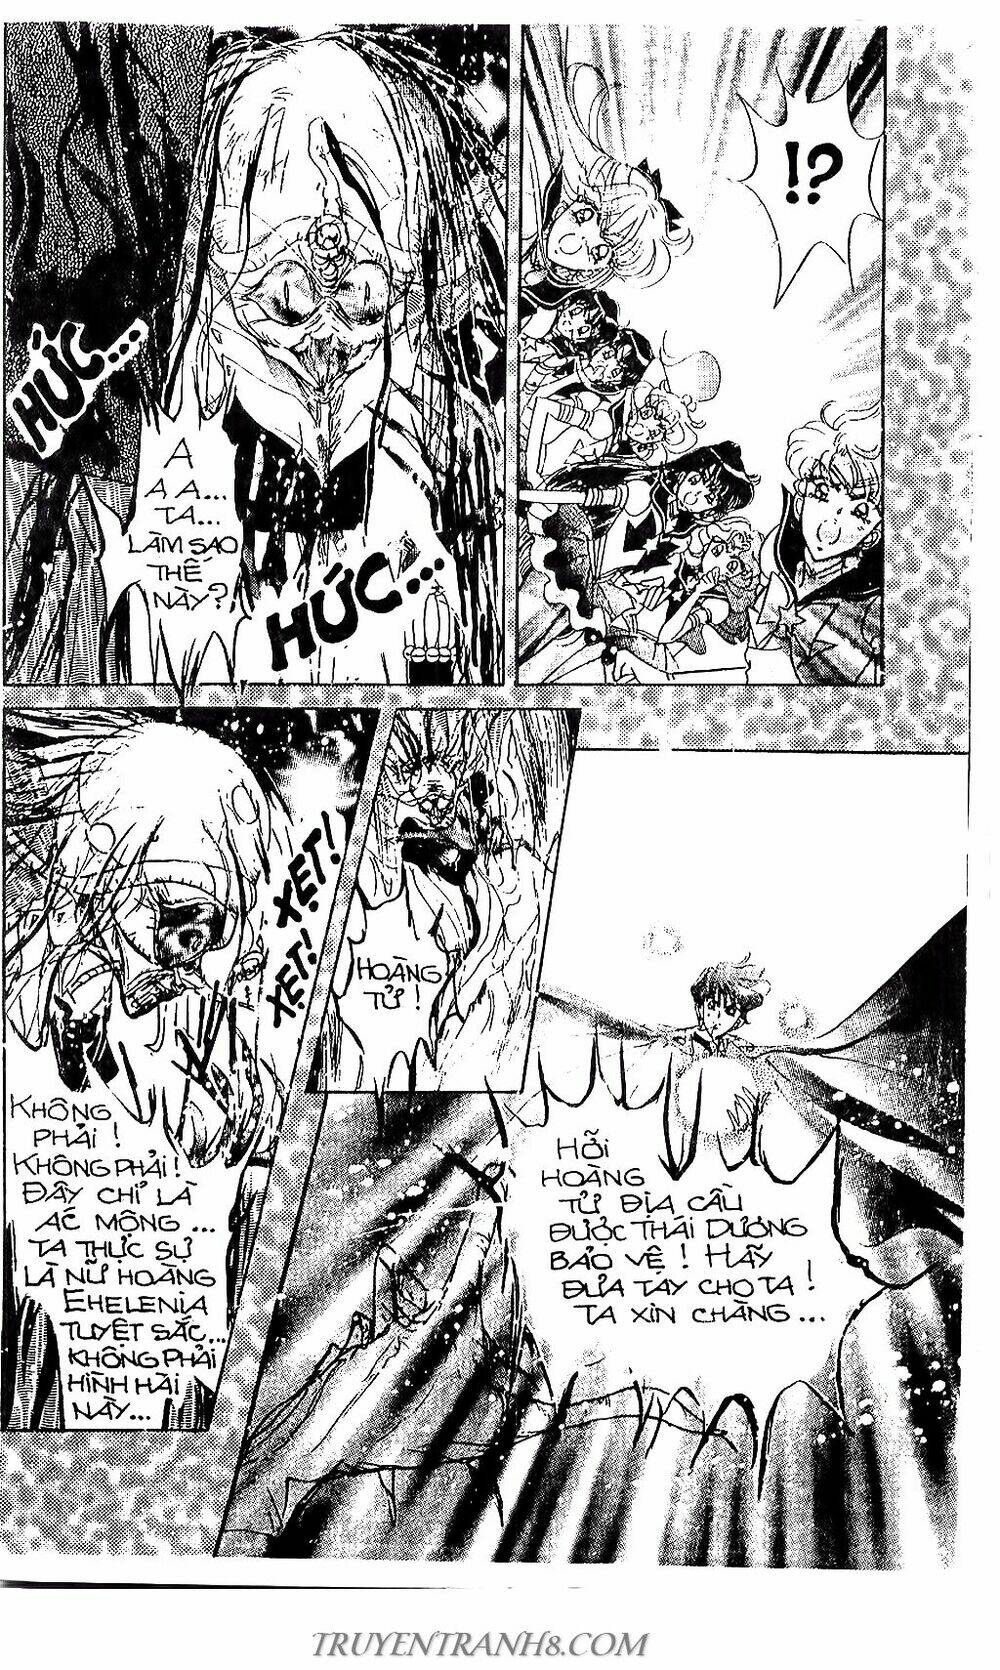 HỨC...
A
A A...
TA...
LÀM SAO
THẾ
NÀY?
HỨC...
!?
XẸT!
XẸT!
KHÔNG
PHẢI!
KHÔNG PHẢI!
ĐÂY CHỈ LÀ
ÁC MỘNG...
TA THỰC SỰ
LÀ NỮ HOÀNG
EHELENIA
TUYỆT SẮC...
KHÔNG PHẢI
HÌNH HÀI
NÀY...
HOÀNG
TỬ!
HỠI
HOÀNG
TỬ ĐỊA CẦU
ĐƯỢC THÁI DƯƠNG
BẢO VỆ! HÃY
ĐƯA TAY CHO TA!
TA XIN CHÀNG...
TRUYENTRANH8.COM